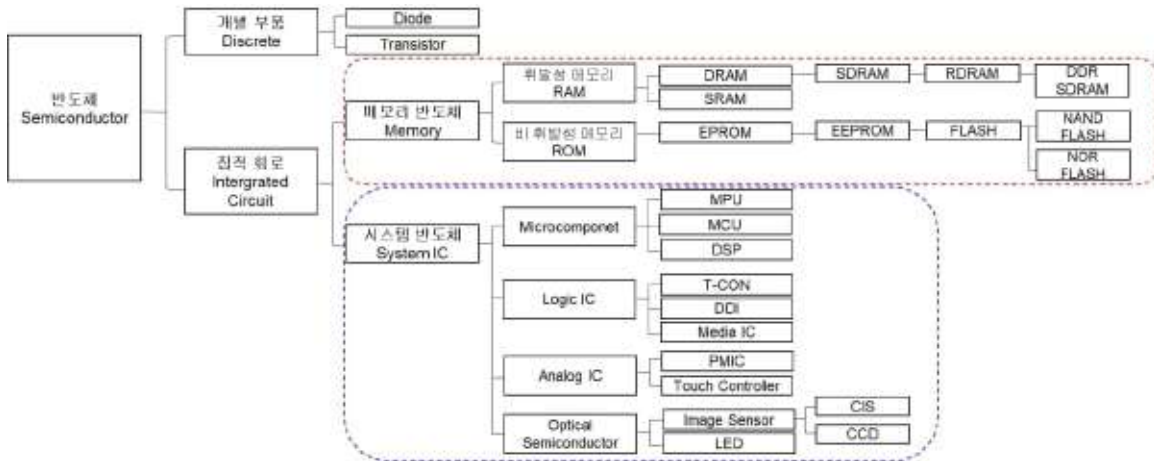 반도체
Semiconductor
개별 부품
Discrete
Diode
Transistor
집적 회로
Intergrated
Circuit
메모리 반도체
Memory
휘발성 메모리
RAM
DRAM
SDRAM
RDRAM
DDR
SDRAM
SRAM
비 휘발성 메모리
ROM
EPROM
EEPROM
FLASH
NAND
FLASH
NOR
FLASH
시스템 반도체
System IC
Microcomponet
MPU
MCU
DSP
Logic IC
T-CON
DDI
Media IC
Analog IC
PMIC
Touch Controller
Optical
Semiconductor
Image Sensor
CIS
CCD
LED